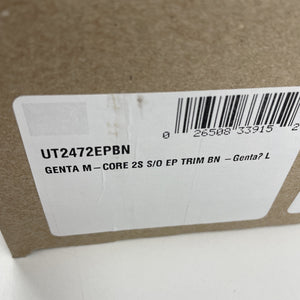 0 26508 33915 2
UT2472EPBN
GENTA M-CORE 2S S/O EP TRIM BN -Genta? L